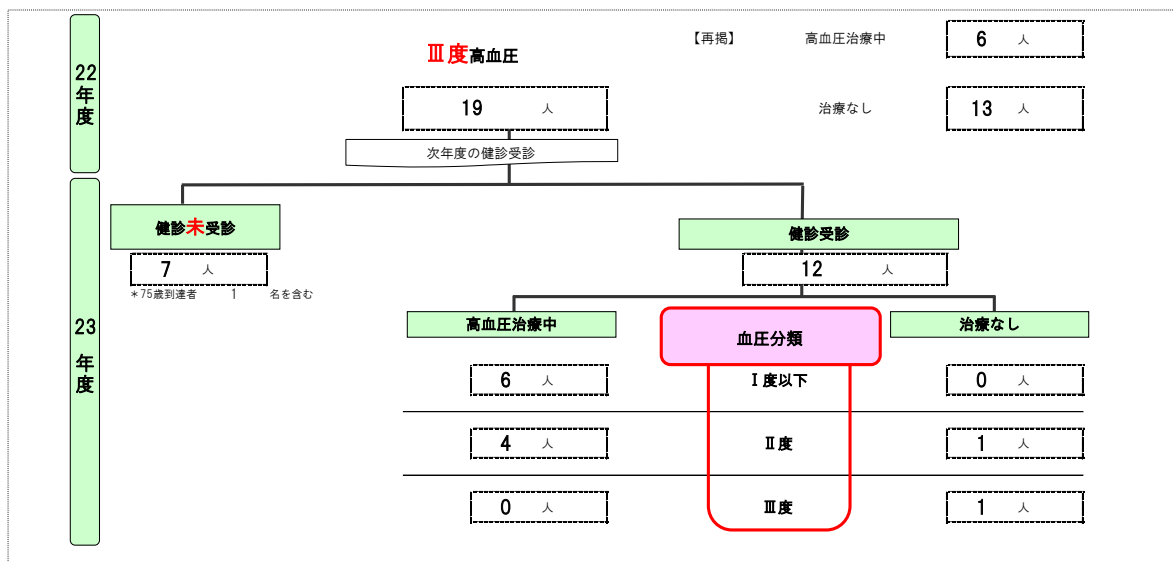 22年度
Ⅲ度高血圧
【再掲】 高血圧治療中 6 人
19 人
治療なし 13 人
次年度の健診受診
23年度
健診未受診
7 人
＊75歳到達者 1 名を含む
健診受診
12 人
高血圧治療中 血圧分類 治療なし
6 人 Ⅰ度以下 0 人
4 人 Ⅱ度 1 人
0 人 Ⅲ度 1 人